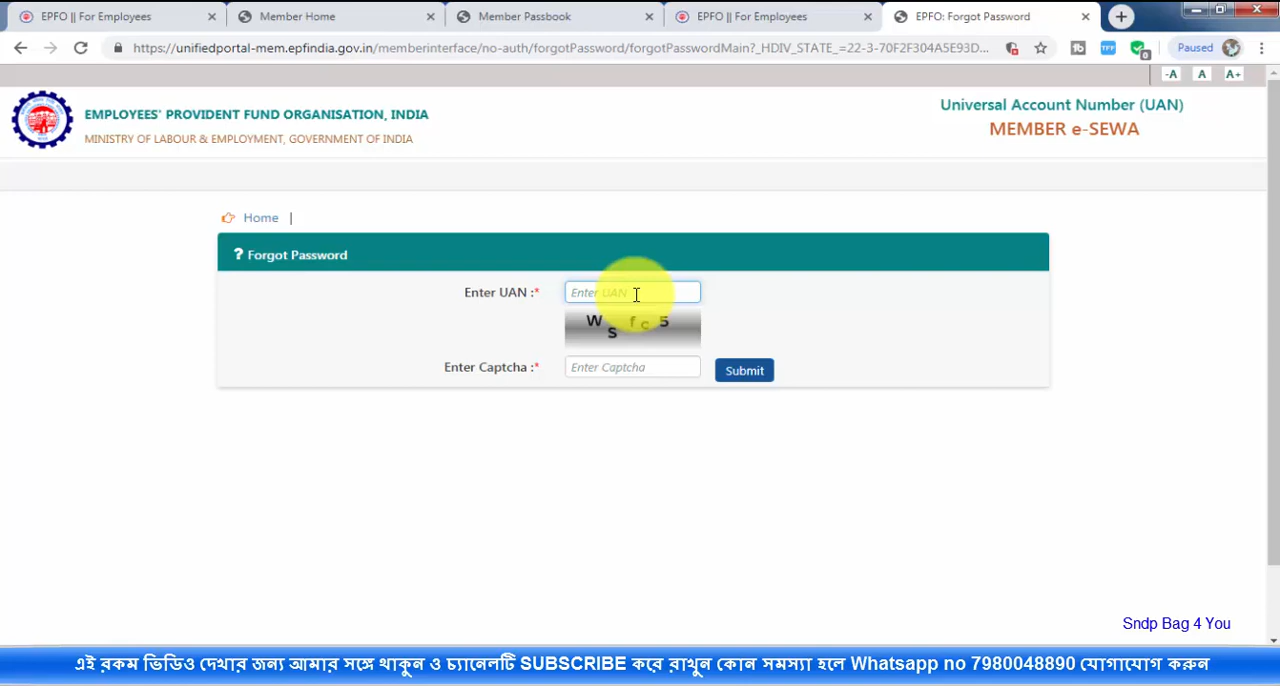 EPFO || For Employees
Member Home
Member Passbook
EPFO || For Employees
EPFO: Forgot Password
https://unifiedportal-mem.epfindia.gov.in/memberinterface/no-auth/forgotPassword/forgotPasswordMain?_HDIV_STATE_=22-3-70F2F304A5E93D...
TFF
0
Paused
-A A A+
EMPLOYEES' PROVIDENT FUND ORGANISATION, INDIA
MINISTRY OF LABOUR & EMPLOYMENT, GOVERNMENT OF INDIA
Universal Account Number (UAN)
MEMBER e-SEWA
Home |
? Forgot Password
Enter UAN :*
Enter UAN
W S f c 5
Enter Captcha :*
Enter Captcha
Submit
Sndp Bag 4 You
এই রকম ভিডিও দেখার জন্য আমার সঙ্গে থাকুন ও চ্যানেলটি SUBSCRIBE করে রাখুন কোন সমস্যা হলে Whatsapp no 7980048890 যোগাযোগ করুন